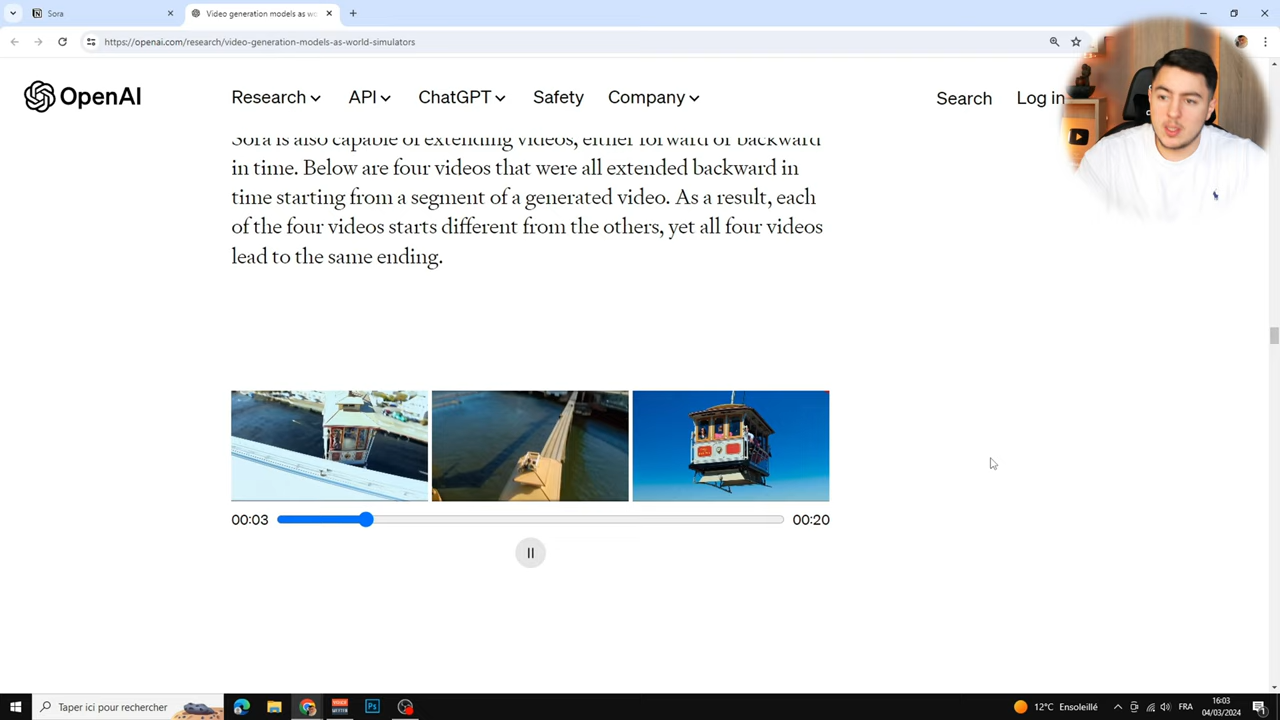 Sora
Video generation models as wo
https://openai.com/research/video-generation-models-as-world-simulators
OpenAI
Research
API
ChatGPT
Safety
Company
Search
Log in
Sora is also capable of extending videos, either forward or backward
in time. Below are four videos that were all extended backward in
time starting from a segment of a generated video. As a result, each
of the four videos starts different from the others, yet all four videos
lead to the same ending.
00:03
00:20
Taper ici pour rechercher
Ps
12°C Ensoleillé
FRA
16:03
04/03/2024
1